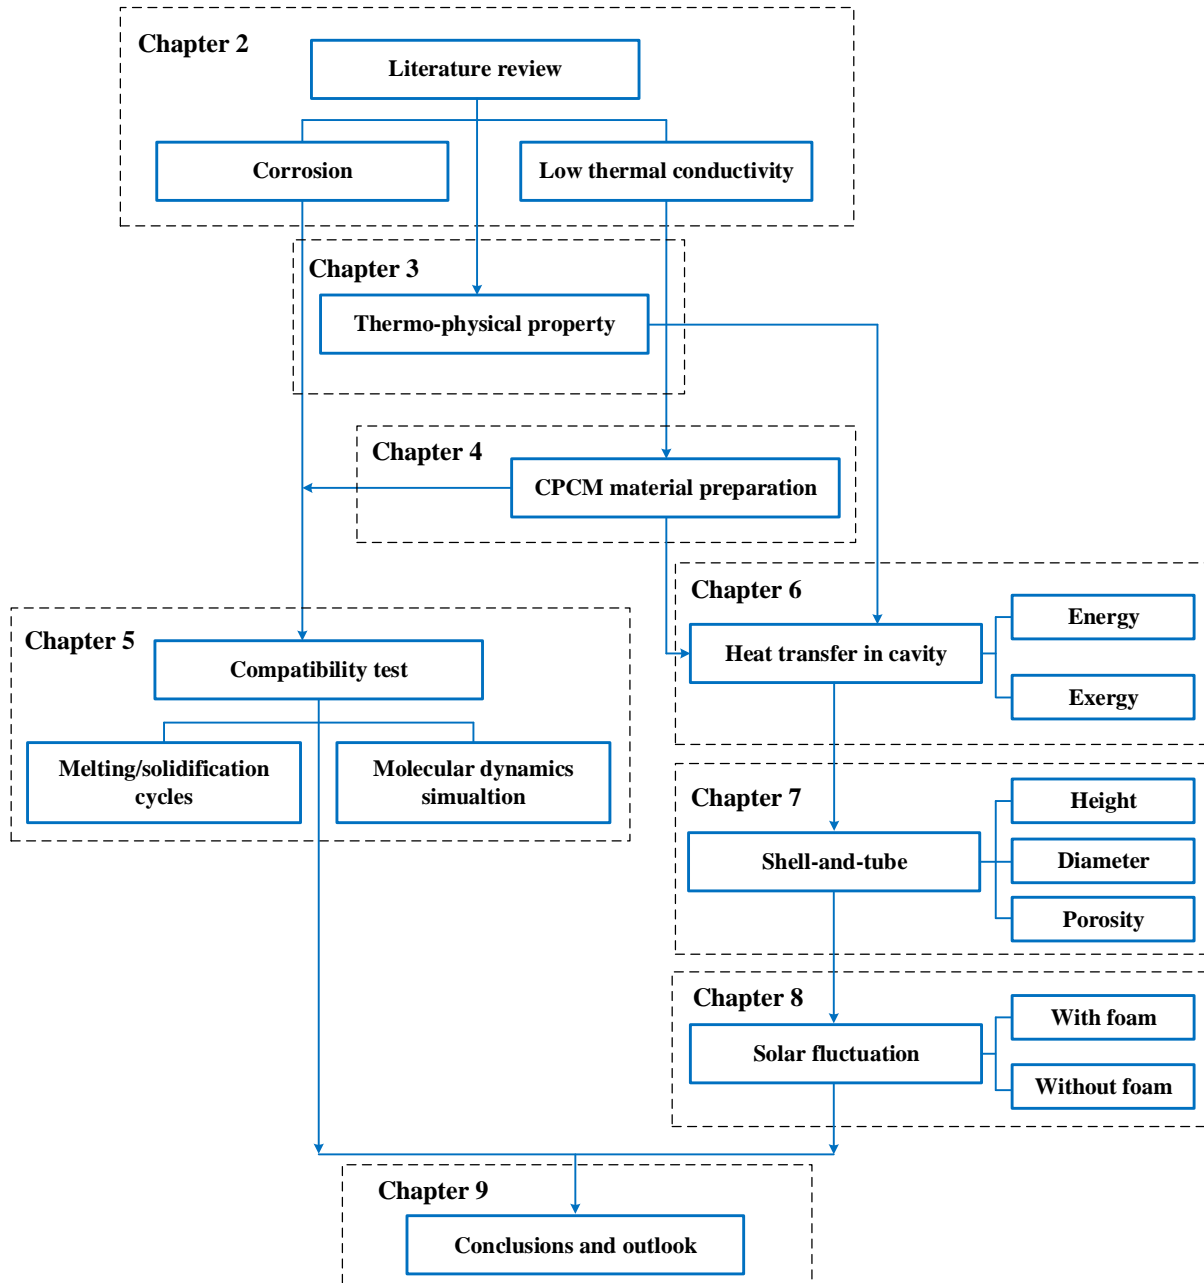 Chapter 2
Literature review
Corrosion
Low thermal conductivity
Chapter 3
Thermo-physical property
Chapter 4
CPCM material preparation
Chapter 5
Compatibility test
Melting/solidification
cycles
Molecular dynamics
simualtion
Chapter 6
Heat transfer in cavity
Energy
Exergy
Chapter 7
Shell-and-tube
Height
Diameter
Porosity
Chapter 8
Solar fluctuation
With foam
Without foam
Chapter 9
Conclusions and outlook